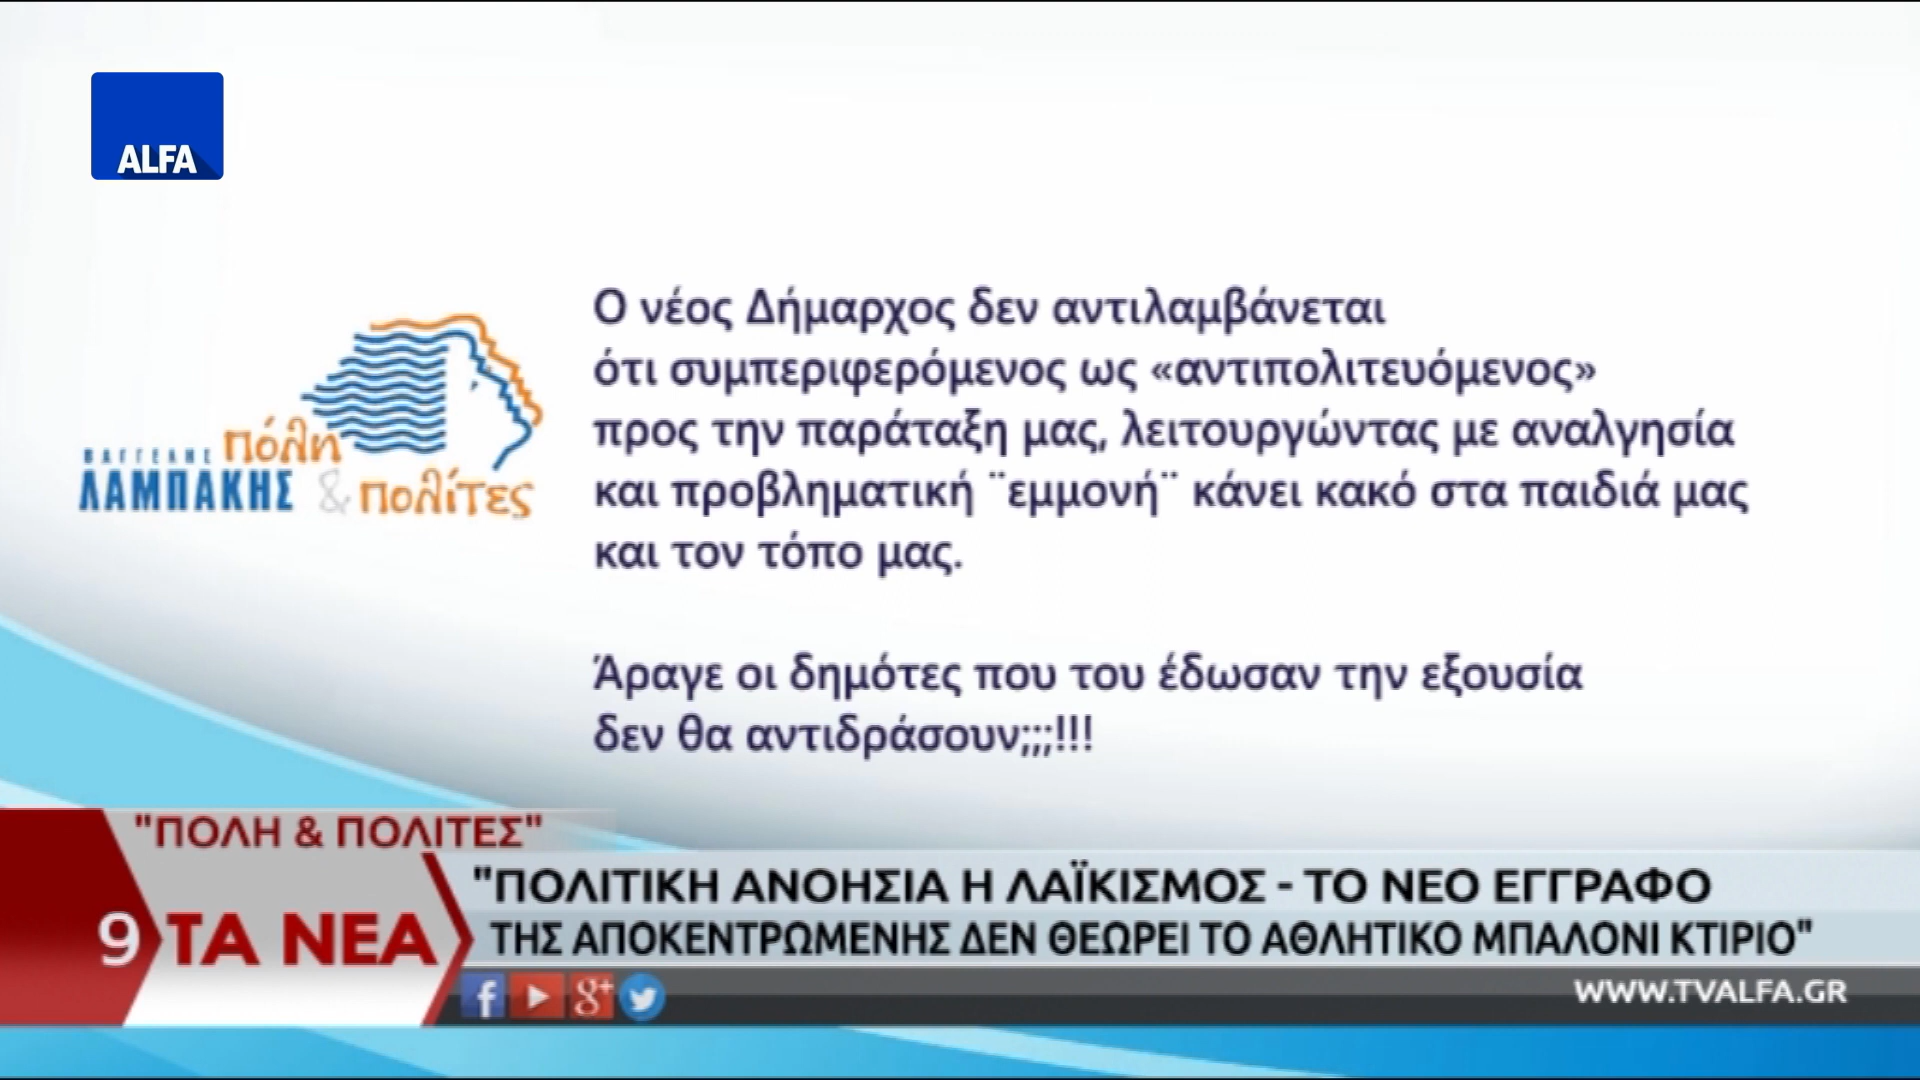 ALFA
Ο νέος Δήμαρχος δεν αντιλαμβάνεται
ότι συμπεριφερόμενος ως «αντιπολιτευόμενος»
προς την παράταξη μας, λειτουργώντας με αναλγησία
και προβληματική ¨εμμονή¨ κάνει κακό στα παιδιά μας
και τον τόπο μας.
Άραγε οι δημότες που του έδωσαν την εξουσία
δεν θα αντιδράσουν;;;!!!
ΒΑΓΓΕΛΗΣ πόλη
ΛΑΜΠΑΚΗΣ & πολίτες
"ΠΟΛΗ & ΠΟΛΙΤΕΣ"
"ΠΟΛΙΤΙΚΗ ΑΝΟΗΣΙΑ Η ΛΑΪΚΙΣΜΟΣ - ΤΟ ΝΕΟ ΕΓΓΡΑΦΟ
ΤΗΣ ΑΠΟΚΕΝΤΡΩΜΕΝΗΣ ΔΕΝ ΘΕΩΡΕΙ ΤΟ ΑΘΛΗΤΙΚΟ ΜΠΑΛΟΝΙ ΚΤΙΡΙΟ"
9 ΤΑ ΝΕΑ
f 8+
WWW.TVALFA.GR